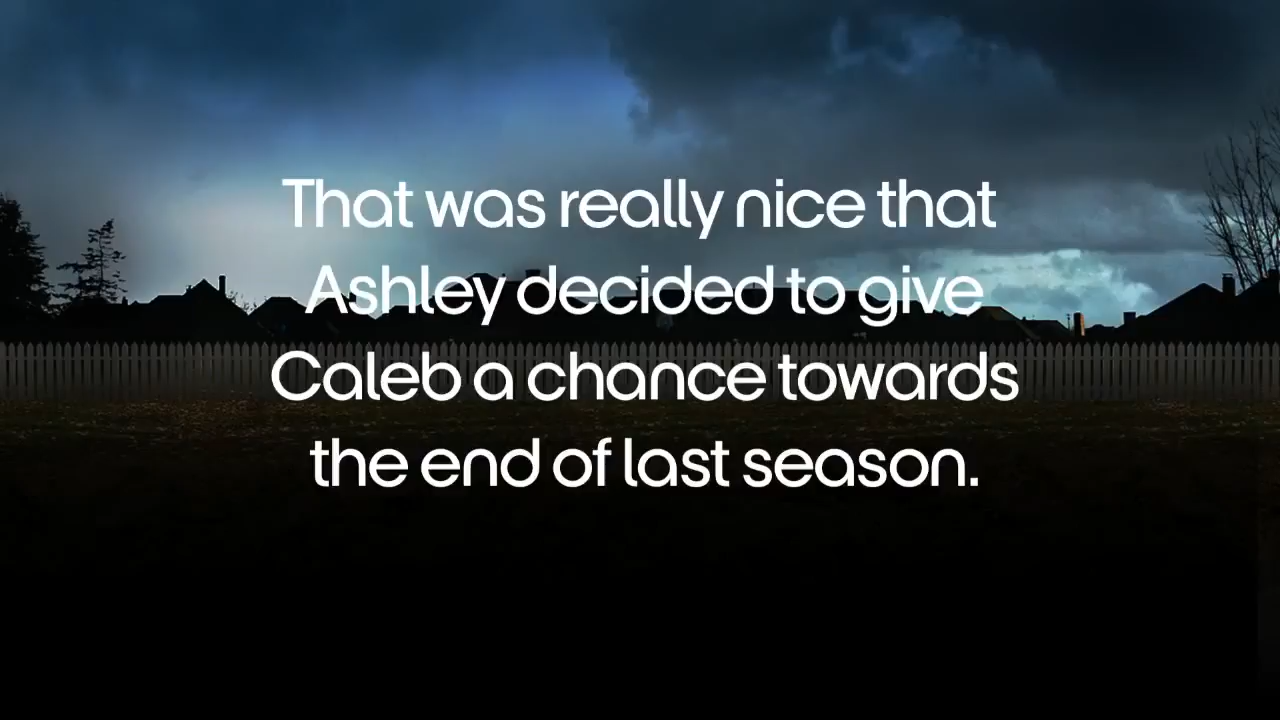 That was really nice that
Ashley decided to give
Caleb a chance towards
the end of last season.